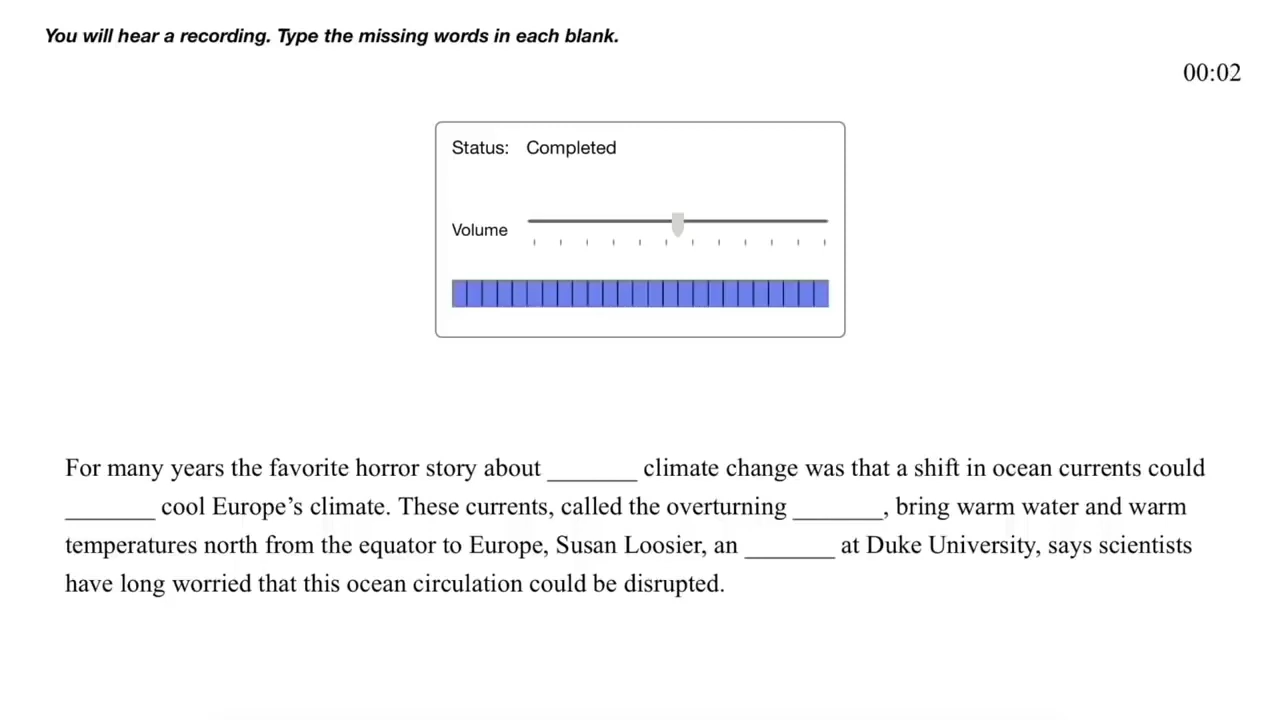 You will hear a recording. Type the missing words in each blank.
00:02
Status: Completed
Volume
For many years the favorite horror story about _______ climate change was that a shift in ocean currents could
_______ cool Europe’s climate. These currents, called the overturning _______, bring warm water and warm
temperatures north from the equator to Europe, Susan Loosier, an _______ at Duke University, says scientists
have long worried that this ocean circulation could be disrupted.